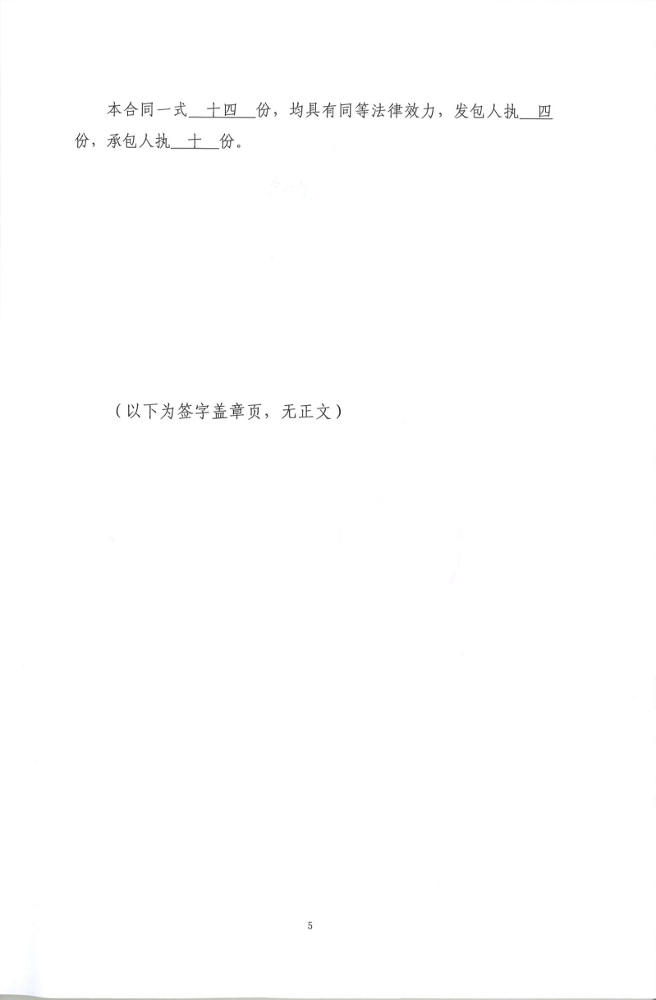 本合同一式 十四 份，均具有同等法律效力，发包人执 四
份，承包人执 十 份。
（以下为签字盖章页，无正文）
5